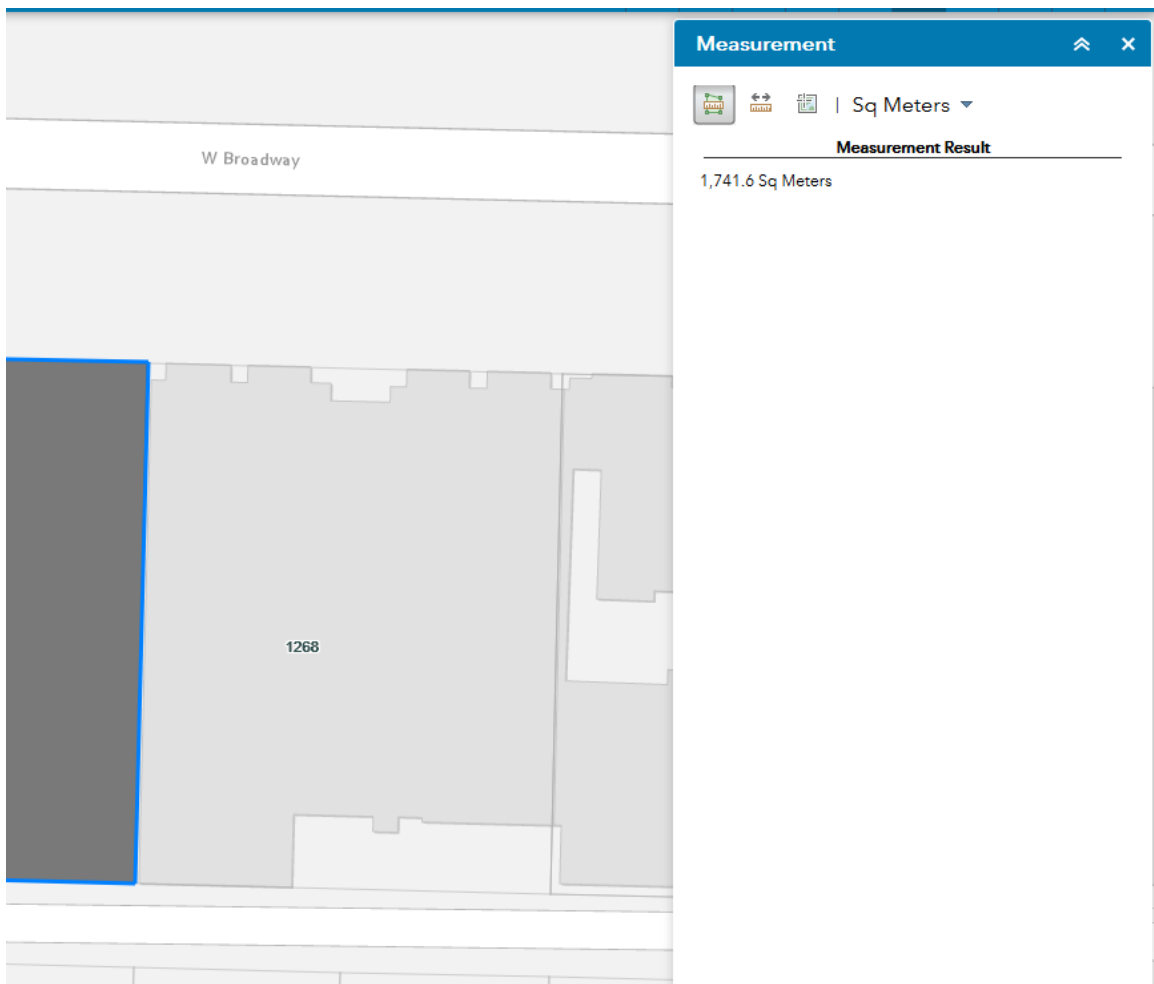 Measurement
Sq Meters
Measurement Result
1,741.6 Sq Meters
W Broadway
1268